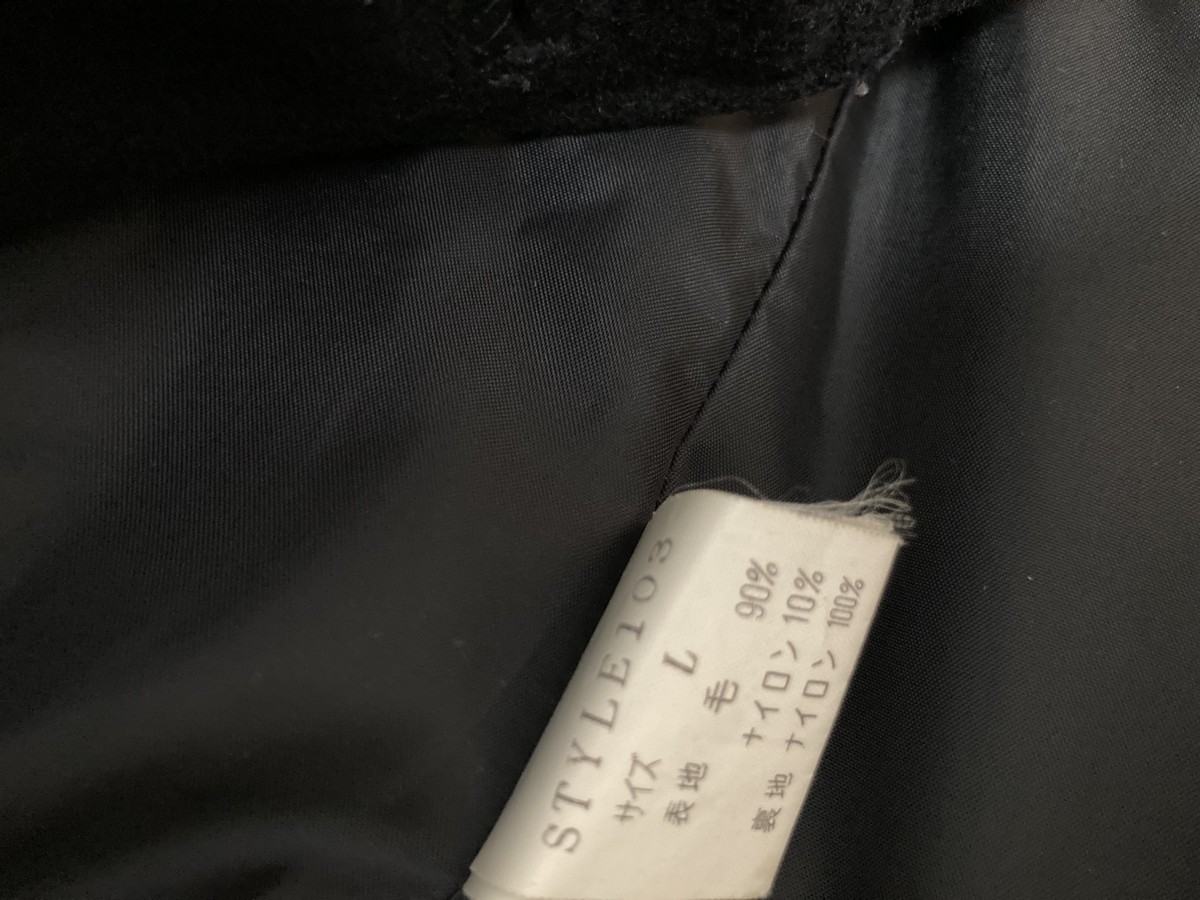 STYLE103
サイズ L
表地 毛 90%
ナイロン 10%
裏地 ナイロン 100%